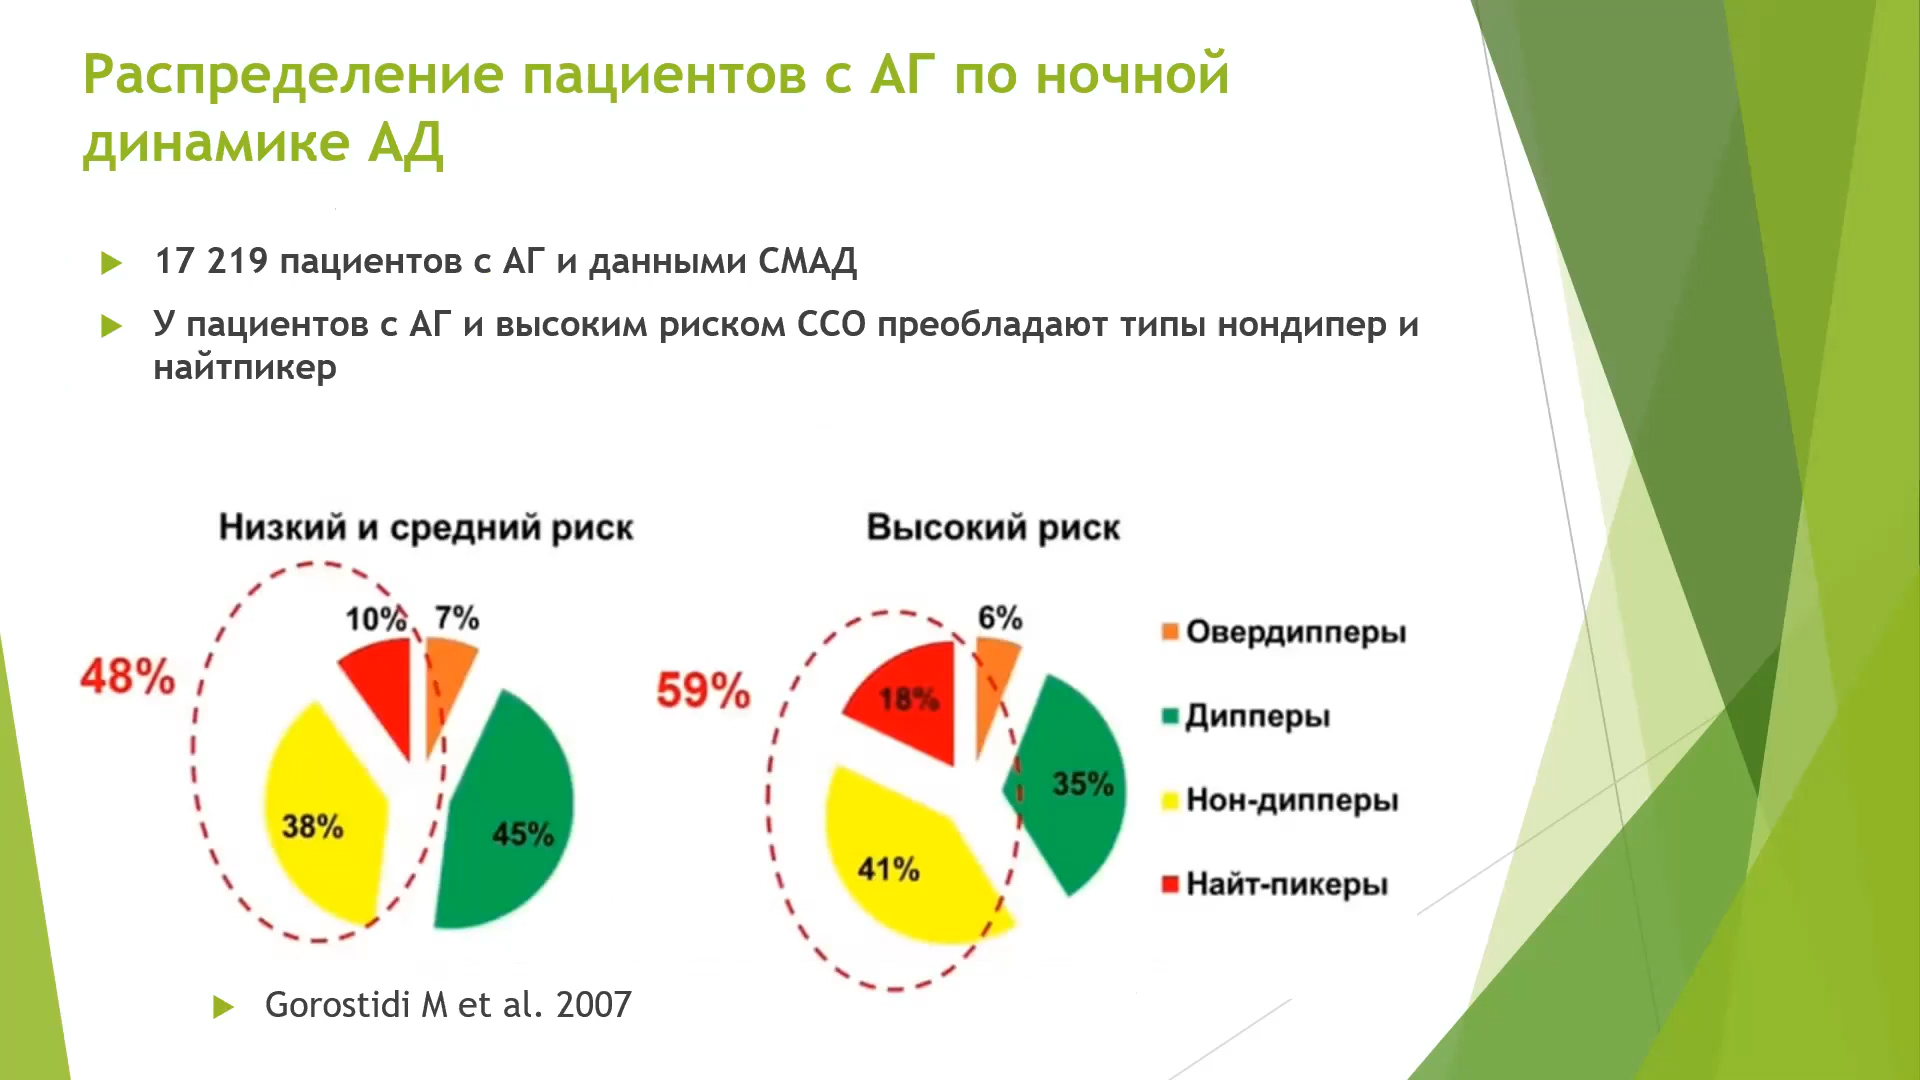 Распределение пациентов с АГ по ночной
динамике АД
17 219 пациентов с АГ и данными СМАД
У пациентов с АГ и высоким риском ССО преобладают типы нондипер и
найтпикер
Низкий и средний риск
10%
7%
48%
38%
45%
Высокий риск
6%
59%
18%
35%
41%
Овердипперы
Дипперы
Нон-дипперы
Найт-пикеры
Gorostidi M et al. 2007